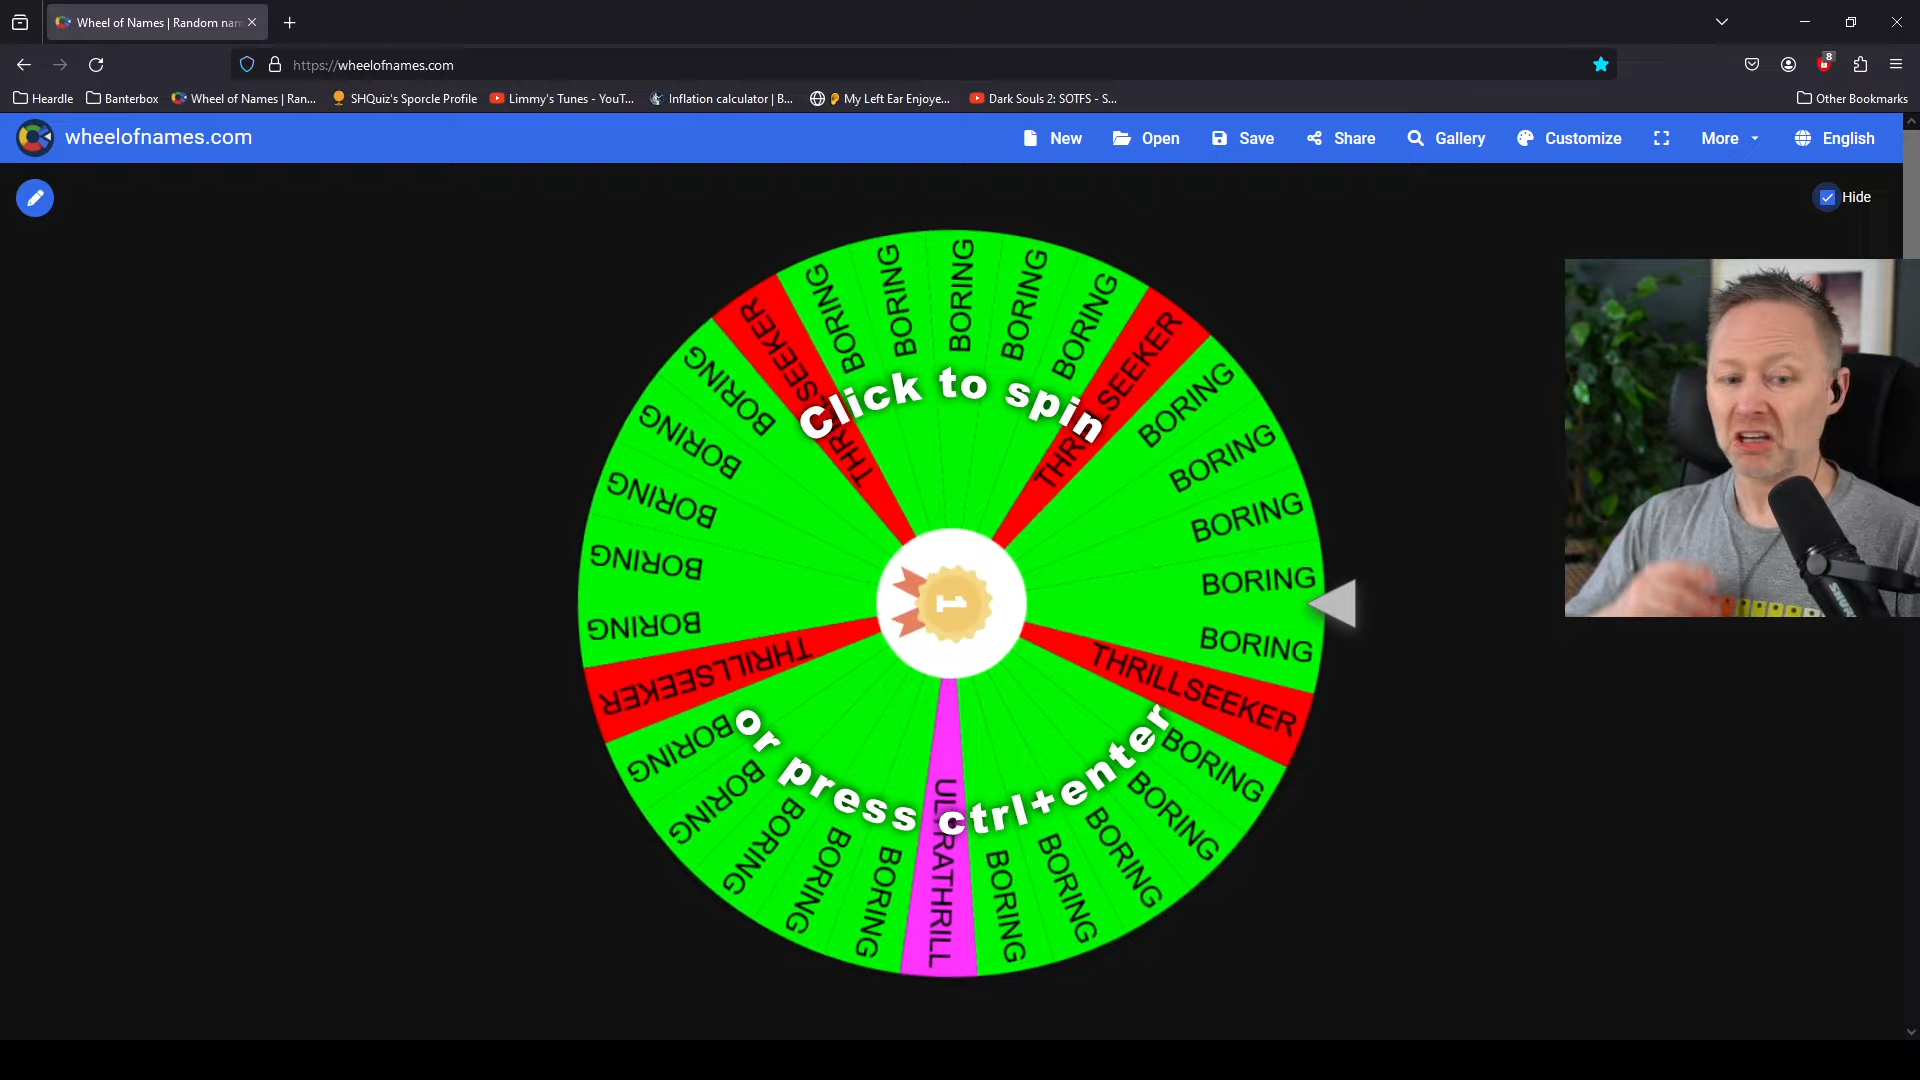 Wheel of Names | Random nam
https://wheelofnames.com
8
Heardle
Banterbox
Wheel of Names | Ran...
SHQuiz's Sporcle Profile
Limmy's Tunes - YouT...
Inflation calculator | B...
My Left Ear Enjoye...
Dark Souls 2: SOTFS - S...
Other Bookmarks
wheelofnames.com
New
Open
Save
Share
Gallery
Customize
More
English
Hide
Click to spin
or press ctrl+enter
1
BORING
BORING
BORING
BORING
BORING
THRILLSEEKER
BORING
BORING
BORING
BORING
BORING
THRILLSEEKER
BORING
BORING
BORING
BORING
BORING
ULTRATHRILL
BORING
BORING
BORING
BORING
BORING
THRILLSEEKER
BORING
BORING
BORING
BORING
BORING
THRILLSEEKER